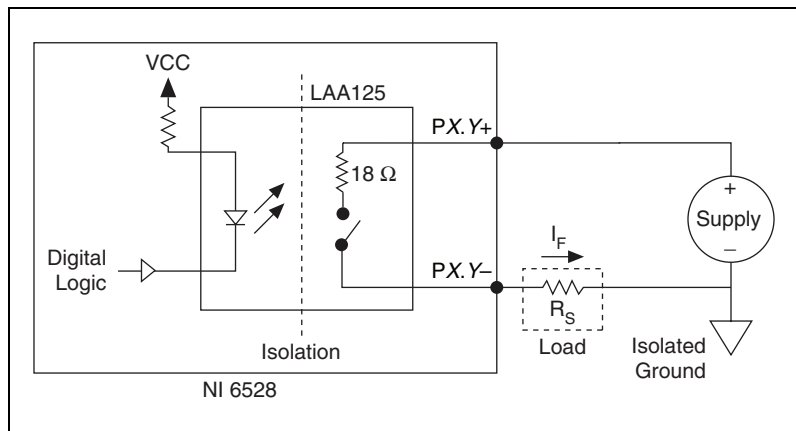 VCC
LAA125
PX.Y+
18 Ω
+
Supply
–
Digital
Logic
I_F
PX.Y–
R_S
Load
Isolated
Ground
Isolation
NI 6528